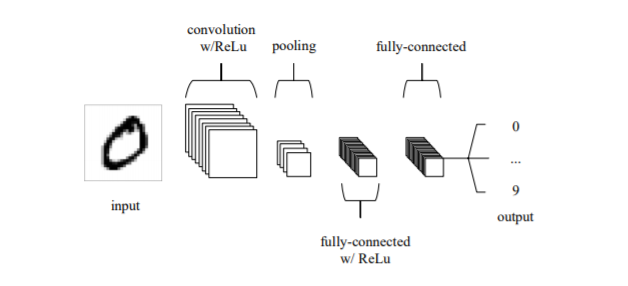 convolution
w/ReLu
pooling
fully-connected
input
fully-connected
w/ ReLu
0
...
9
output